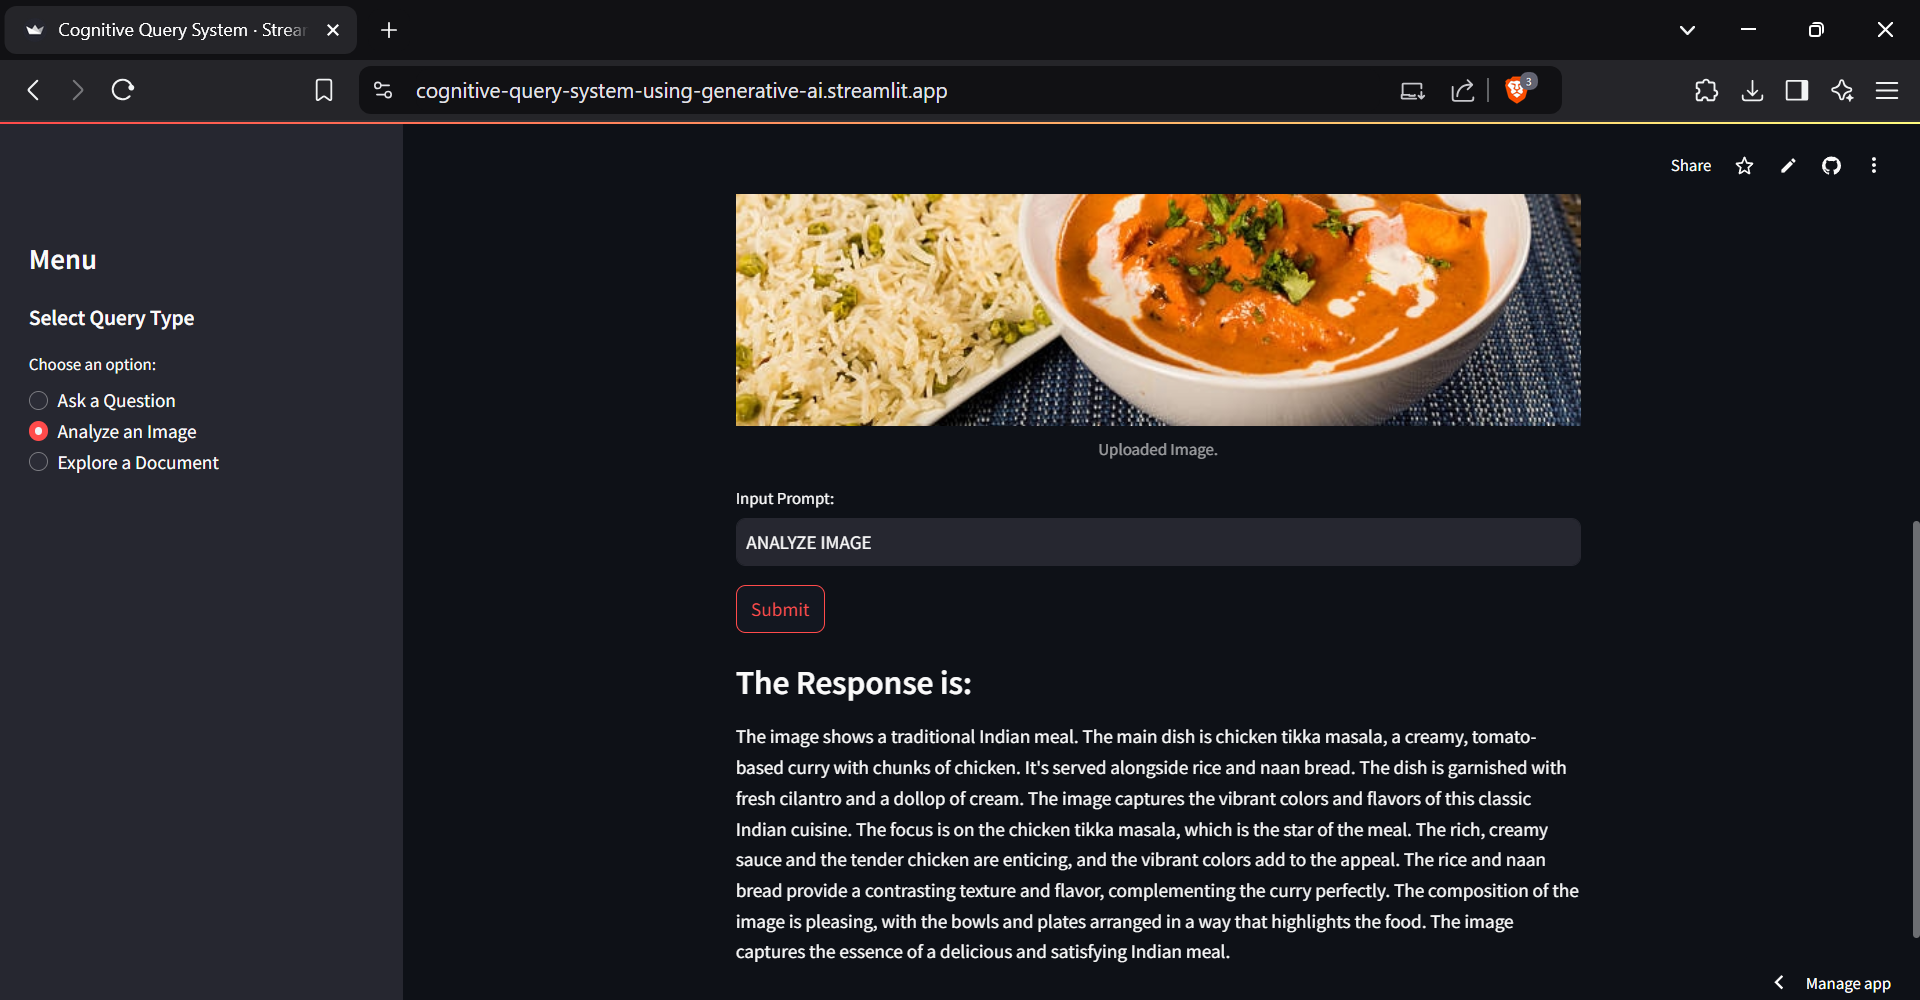 Cognitive Query System · Strea
cognitive-query-system-using-generative-ai.streamlit.app
3
Share
Menu
Select Query Type
Choose an option:
Ask a Question
Analyze an Image
Explore a Document
Uploaded Image.
Input Prompt:
ANALYZE IMAGE
Submit
The Response is:
The image shows a traditional Indian meal. The main dish is chicken tikka masala, a creamy, tomato-
based curry with chunks of chicken. It's served alongside rice and naan bread. The dish is garnished with
fresh cilantro and a dollop of cream. The image captures the vibrant colors and flavors of this classic
Indian cuisine. The focus is on the chicken tikka masala, which is the star of the meal. The rich, creamy
sauce and the tender chicken are enticing, and the vibrant colors add to the appeal. The rice and naan
bread provide a contrasting texture and flavor, complementing the curry perfectly. The composition of the
image is pleasing, with the bowls and plates arranged in a way that highlights the food. The image
captures the essence of a delicious and satisfying Indian meal.
Manage app